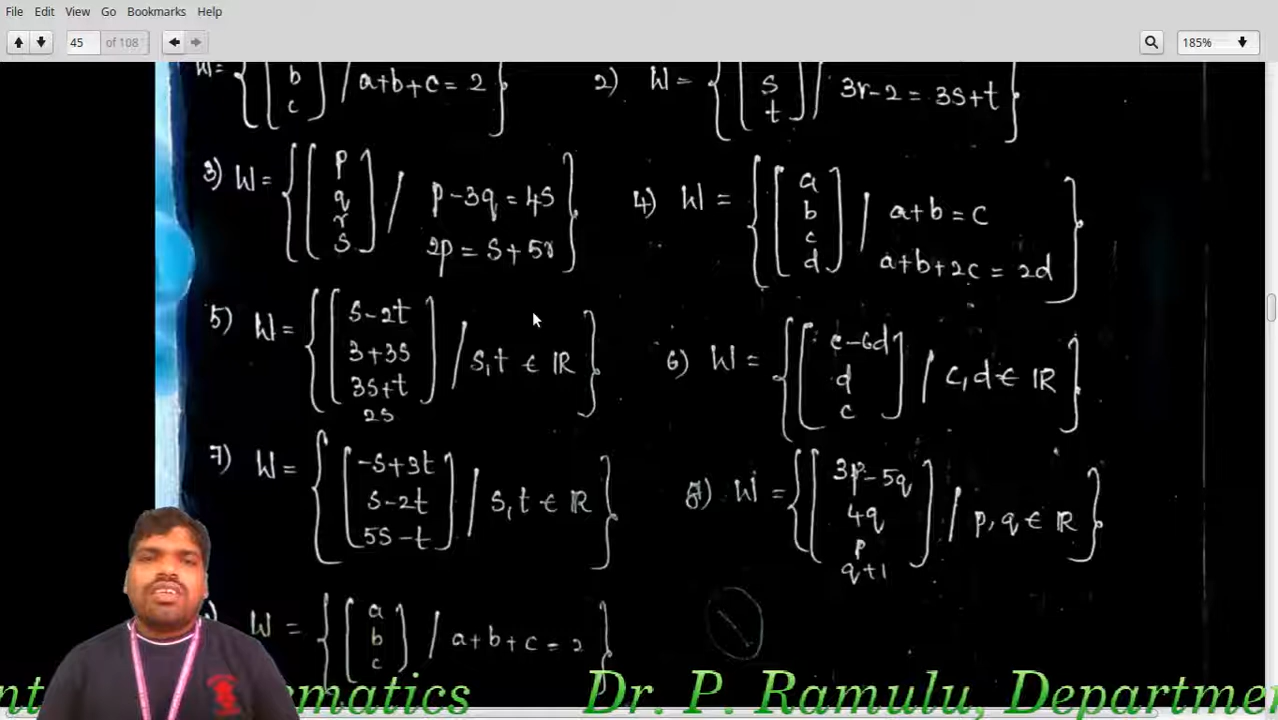 File Edit View Go Bookmarks Help
45 of 108 185%
W = { [ b c ] / a+b+c = 2 } 2) W = { [ s t ] / 3r-2 = 3s+t }
3) W = { [ p q r s ] / p-3q = 4s 2p = s+5r } 4) W = { [ a b c d ] / a+b = c a+b+2c = 2d }
5) W = { [ s-2t 3+3s 3s+t 2s ] / s,t ∈ ℝ } 6) W = { [ c-6d d c ] / c,d ∈ ℝ }
7) W = { [ -s+3t s-2t 5s-t ] / s,t ∈ ℝ } 8) W = { [ 3p-5q 4q p q+1 ] / p,q ∈ ℝ }
) W = { [ a b c ] / a+b+c = 2 }
ematics Dr. P. Ramulu, Departme